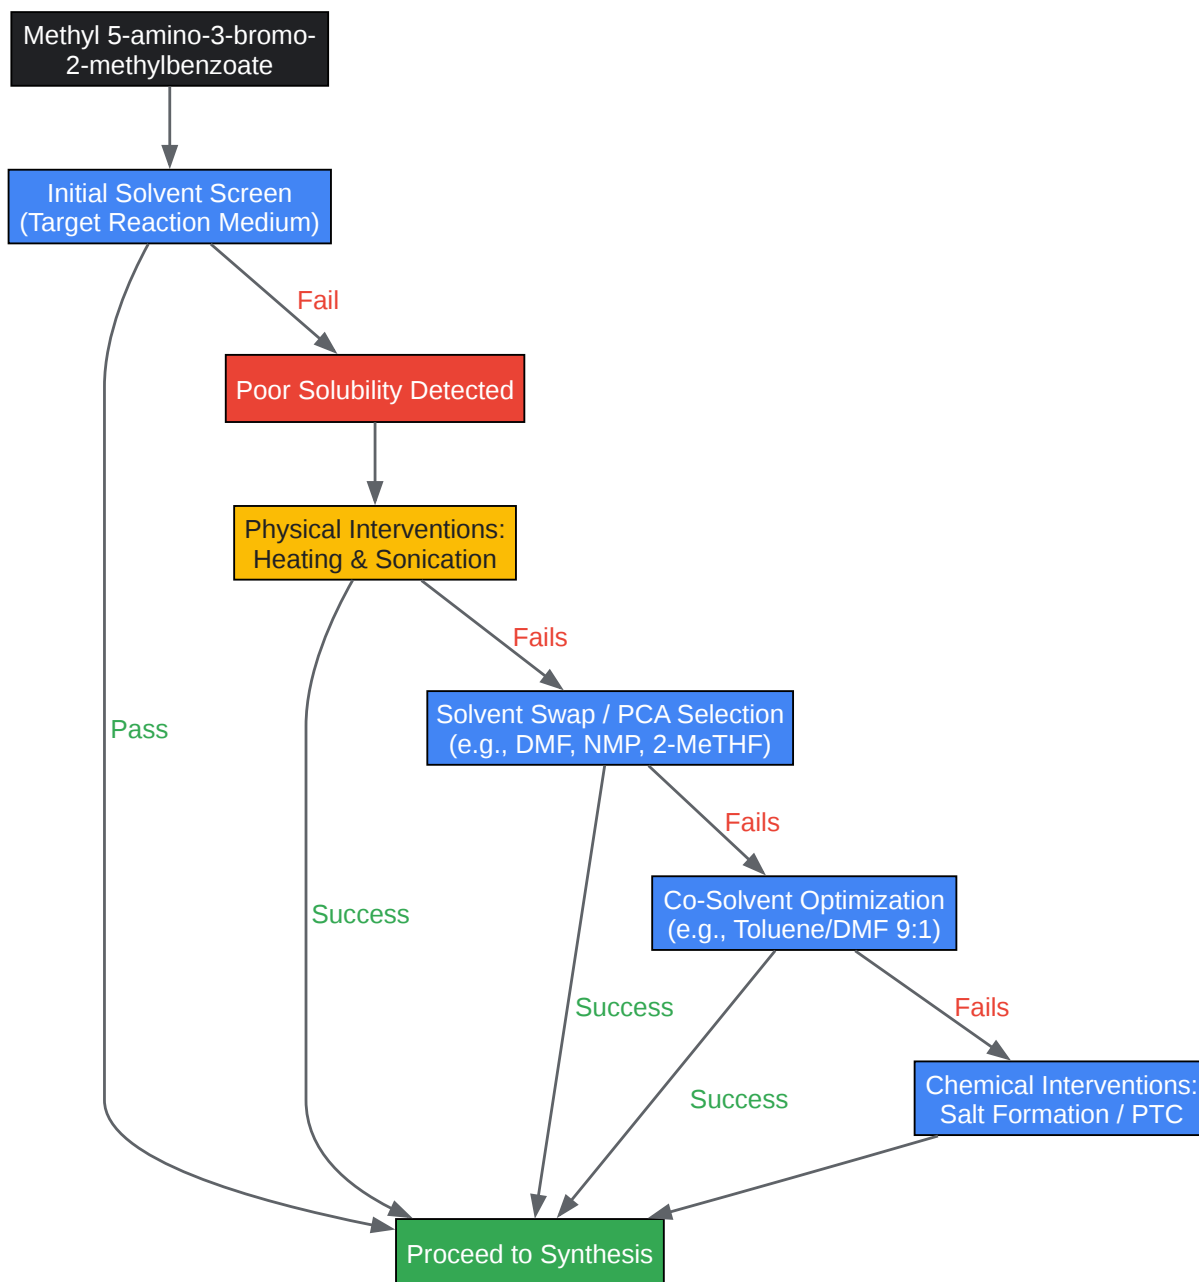 Methyl 5-amino-3-bromo-
2-methylbenzoate
Initial Solvent Screen
(Target Reaction Medium)
Fail
Poor Solubility Detected
Physical Interventions:
Heating & Sonication
Fails
Solvent Swap / PCA Selection
(e.g., DMF, NMP, 2-MeTHF)
Pass
Fails
Co-Solvent Optimization
(e.g., Toluene/DMF 9:1)
Success
Success
Fails
Chemical Interventions:
Salt Formation / PTC
Success
Proceed to Synthesis